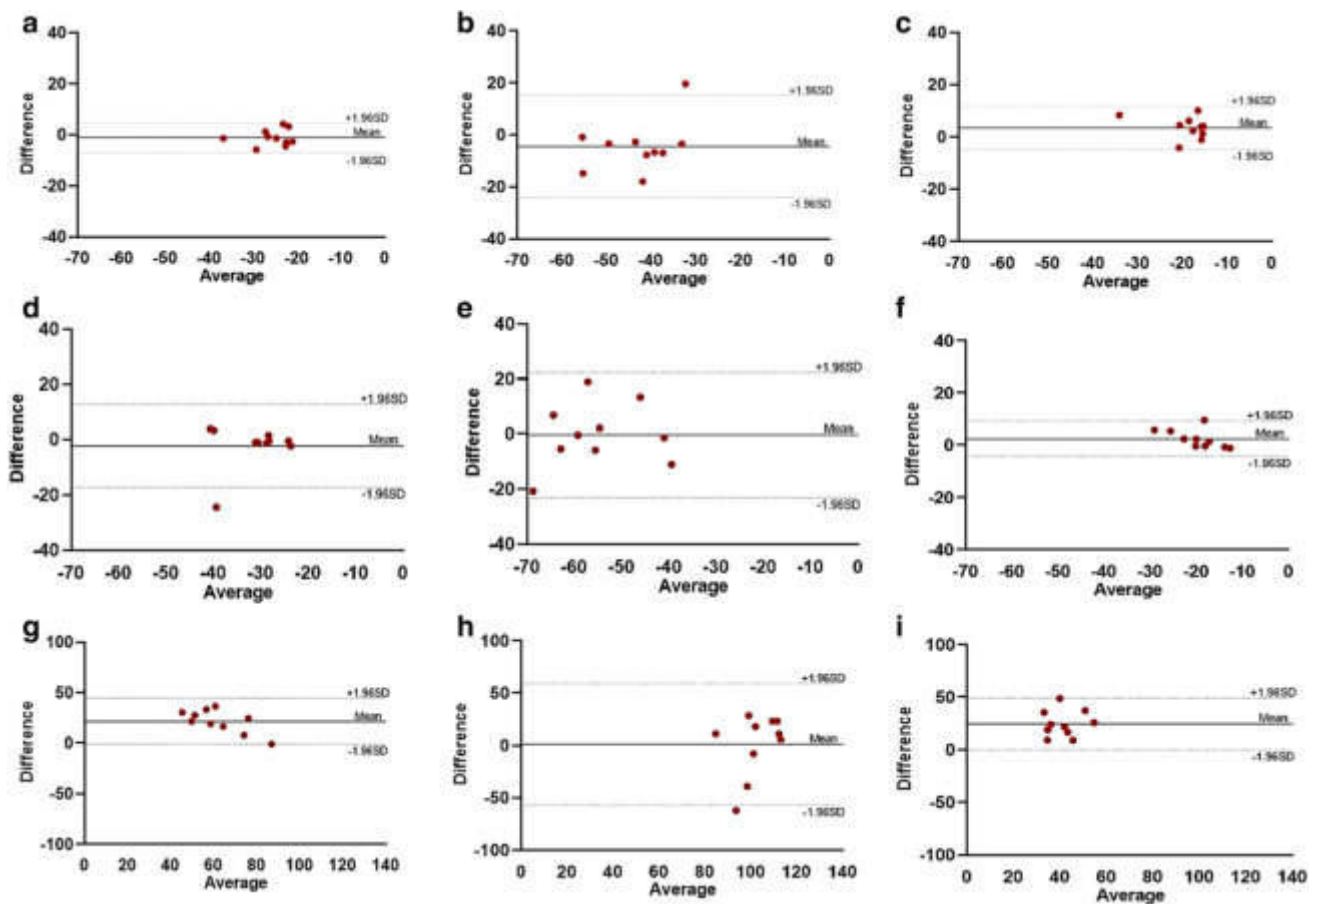 a b c
40 40 40
20 20 20
+1.96SD +1.96SD +1.96SD
Difference 0 Mean Difference 0 Mean Difference 0 Mean
-1.96SD -1.96SD -1.96SD
-20 -20 -20
-40 -40 -40
-70 -60 -50 -40 -30 -20 -10 0 -70 -60 -50 -40 -30 -20 -10 0 -70 -60 -50 -40 -30 -20 -10 0
Average Average Average
d e f
40 40 40
20 20 20
+1.96SD +1.96SD +1.96SD
Difference 0 Mean Difference 0 Mean Difference 0 Mean
-20 -1.96SD -20 -1.96SD -20 -1.96SD
-40 -40 -40
-70 -60 -50 -40 -30 -20 -10 0 -70 -60 -50 -40 -30 -20 -10 0 -70 -60 -50 -40 -30 -20 -10 0
Average Average Average
g h i
100 100 100
50 +1.96SD 50 +1.96SD 50 +1.96SD
Difference Mean Difference Mean Difference Mean
0 -1.96SD 0 0 -1.96SD
-50 -50 -1.96SD -50
-100 -100 -100
0 20 40 60 80 100 120 140 0 20 40 60 80 100 120 140 0 20 40 60 80 100 120 140
Average Average Average